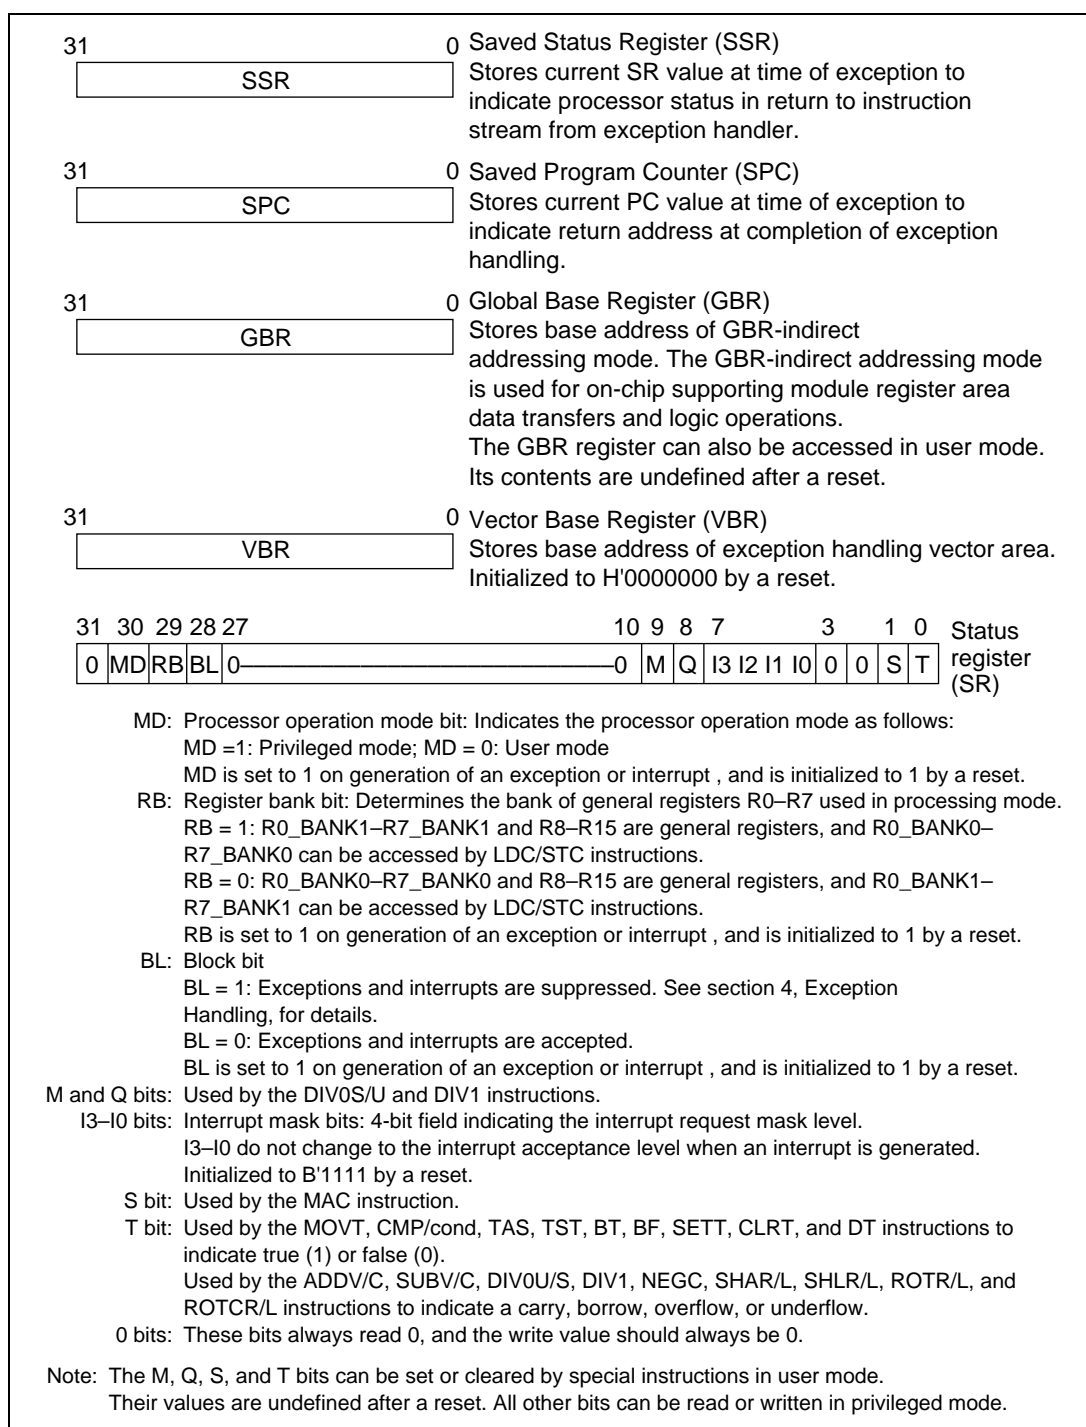 31 0 Saved Status Register (SSR)
SSR Stores current SR value at time of exception to
indicate processor status in return to instruction
stream from exception handler.
31 0 Saved Program Counter (SPC)
SPC Stores current PC value at time of exception to
indicate return address at completion of exception
handling.
31 0 Global Base Register (GBR)
GBR Stores base address of GBR-indirect
addressing mode. The GBR-indirect addressing mode
is used for on-chip supporting module register area
data transfers and logic operations.
The GBR register can also be accessed in user mode.
Its contents are undefined after a reset.
31 0 Vector Base Register (VBR)
VBR Stores base address of exception handling vector area.
Initialized to H'0000000 by a reset.
31 30 29 28 27 10 9 8 7 3 1 0 Status
0 MD RB BL 0 0 M Q I3 I2 I1 I0 0 0 S T register
(SR)
MD: Processor operation mode bit: Indicates the processor operation mode as follows:
MD =1: Privileged mode; MD = 0: User mode
MD is set to 1 on generation of an exception or interrupt , and is initialized to 1 by a reset.
RB: Register bank bit: Determines the bank of general registers R0–R7 used in processing mode.
RB = 1: R0_BANK1–R7_BANK1 and R8–R15 are general registers, and R0_BANK0–
R7_BANK0 can be accessed by LDC/STC instructions.
RB = 0: R0_BANK0–R7_BANK0 and R8–R15 are general registers, and R0_BANK1–
R7_BANK1 can be accessed by LDC/STC instructions.
RB is set to 1 on generation of an exception or interrupt , and is initialized to 1 by a reset.
BL: Block bit
BL = 1: Exceptions and interrupts are suppressed. See section 4, Exception
Handling, for details.
BL = 0: Exceptions and interrupts are accepted.
BL is set to 1 on generation of an exception or interrupt , and is initialized to 1 by a reset.
M and Q bits: Used by the DIV0S/U and DIV1 instructions.
I3–I0 bits: Interrupt mask bits: 4-bit field indicating the interrupt request mask level.
I3–I0 do not change to the interrupt acceptance level when an interrupt is generated.
Initialized to B'1111 by a reset.
S bit: Used by the MAC instruction.
T bit: Used by the MOVT, CMP/cond, TAS, TST, BT, BF, SETT, CLRT, and DT instructions to
indicate true (1) or false (0).
Used by the ADDV/C, SUBV/C, DIV0U/S, DIV1, NEGC, SHAR/L, SHLR/L, ROTR/L, and
ROTCR/L instructions to indicate a carry, borrow, overflow, or underflow.
0 bits: These bits always read 0, and the write value should always be 0.
Note: The M, Q, S, and T bits can be set or cleared by special instructions in user mode.
Their values are undefined after a reset. All other bits can be read or written in privileged mode.